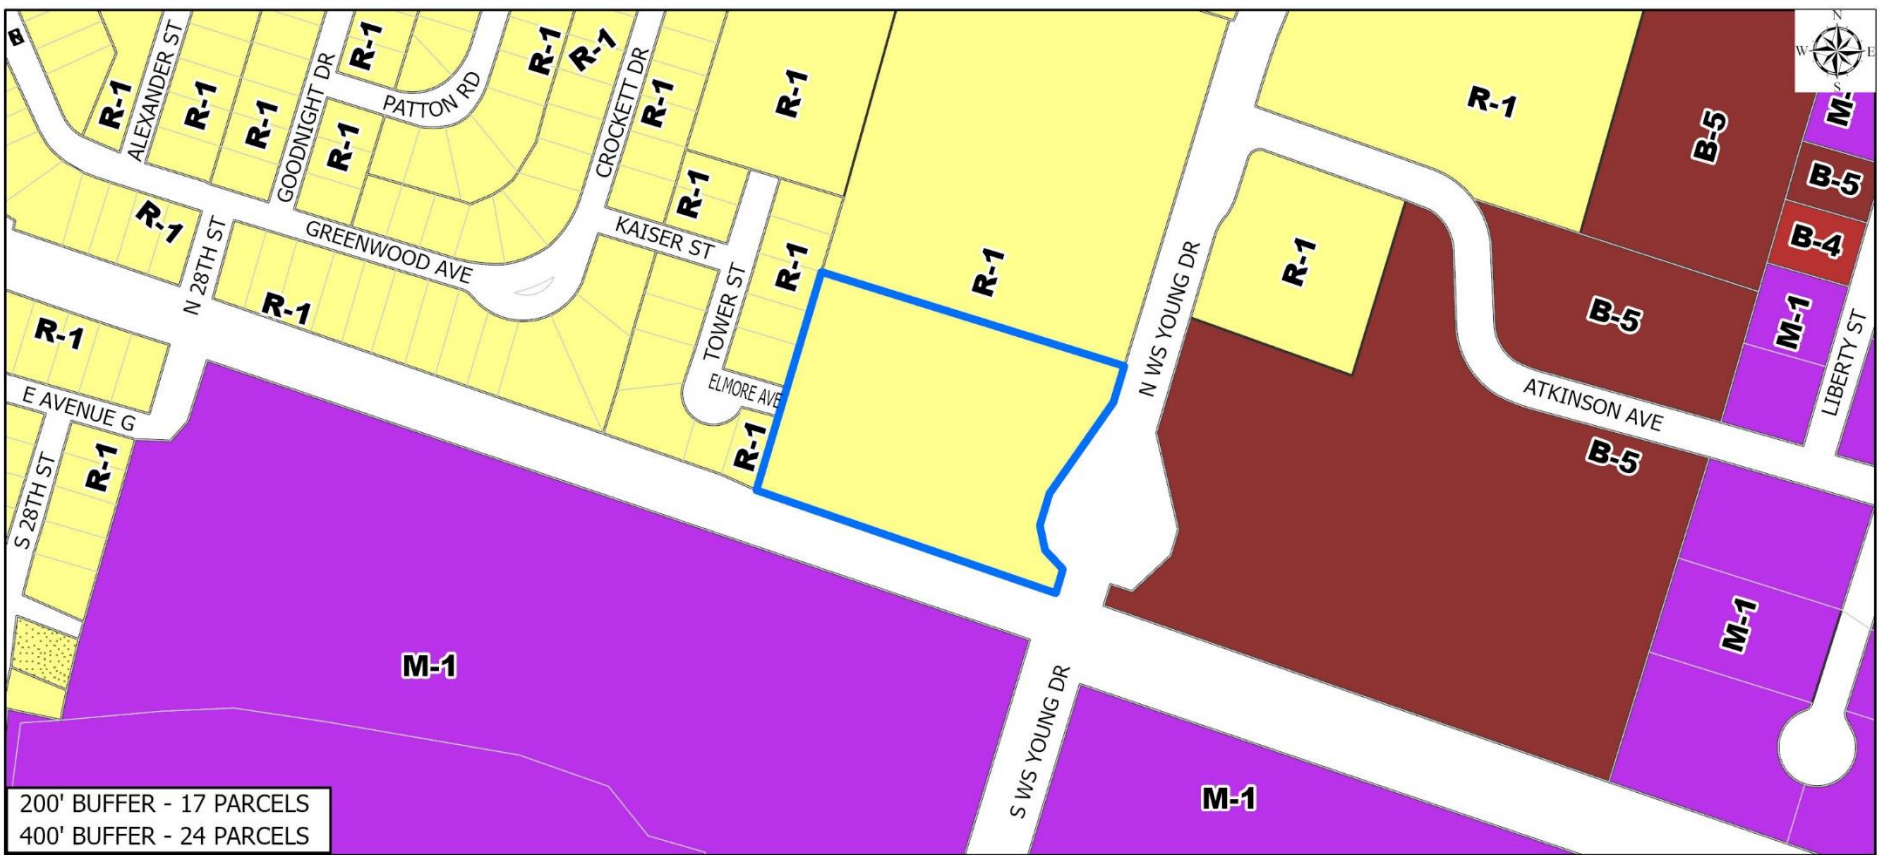 N
W
E
S
R-1
ALEXANDER ST
R-1
R-1
GOODNIGHT DR
R-1
R-1
PATTON RD
R-1
R-1
CROCKETT DR
R-1
R-1
R-1
R-1
R-1
B-5
M-
B-5
B-4
M-1
LIBERTY ST
R-1
N 28TH ST
GREENWOOD AVE
R-1
KAISER ST
TOWER ST
ELMORE AVE
R-1
N WS YOUNG DR
R-1
B-5
ATKINSON AVE
B-5
R-1
E AVENUE G
S 28TH ST
R-1
R-1
M-1
S WS YOUNG DR
M-1
M-1
200' BUFFER - 17 PARCELS
400' BUFFER - 24 PARCELS